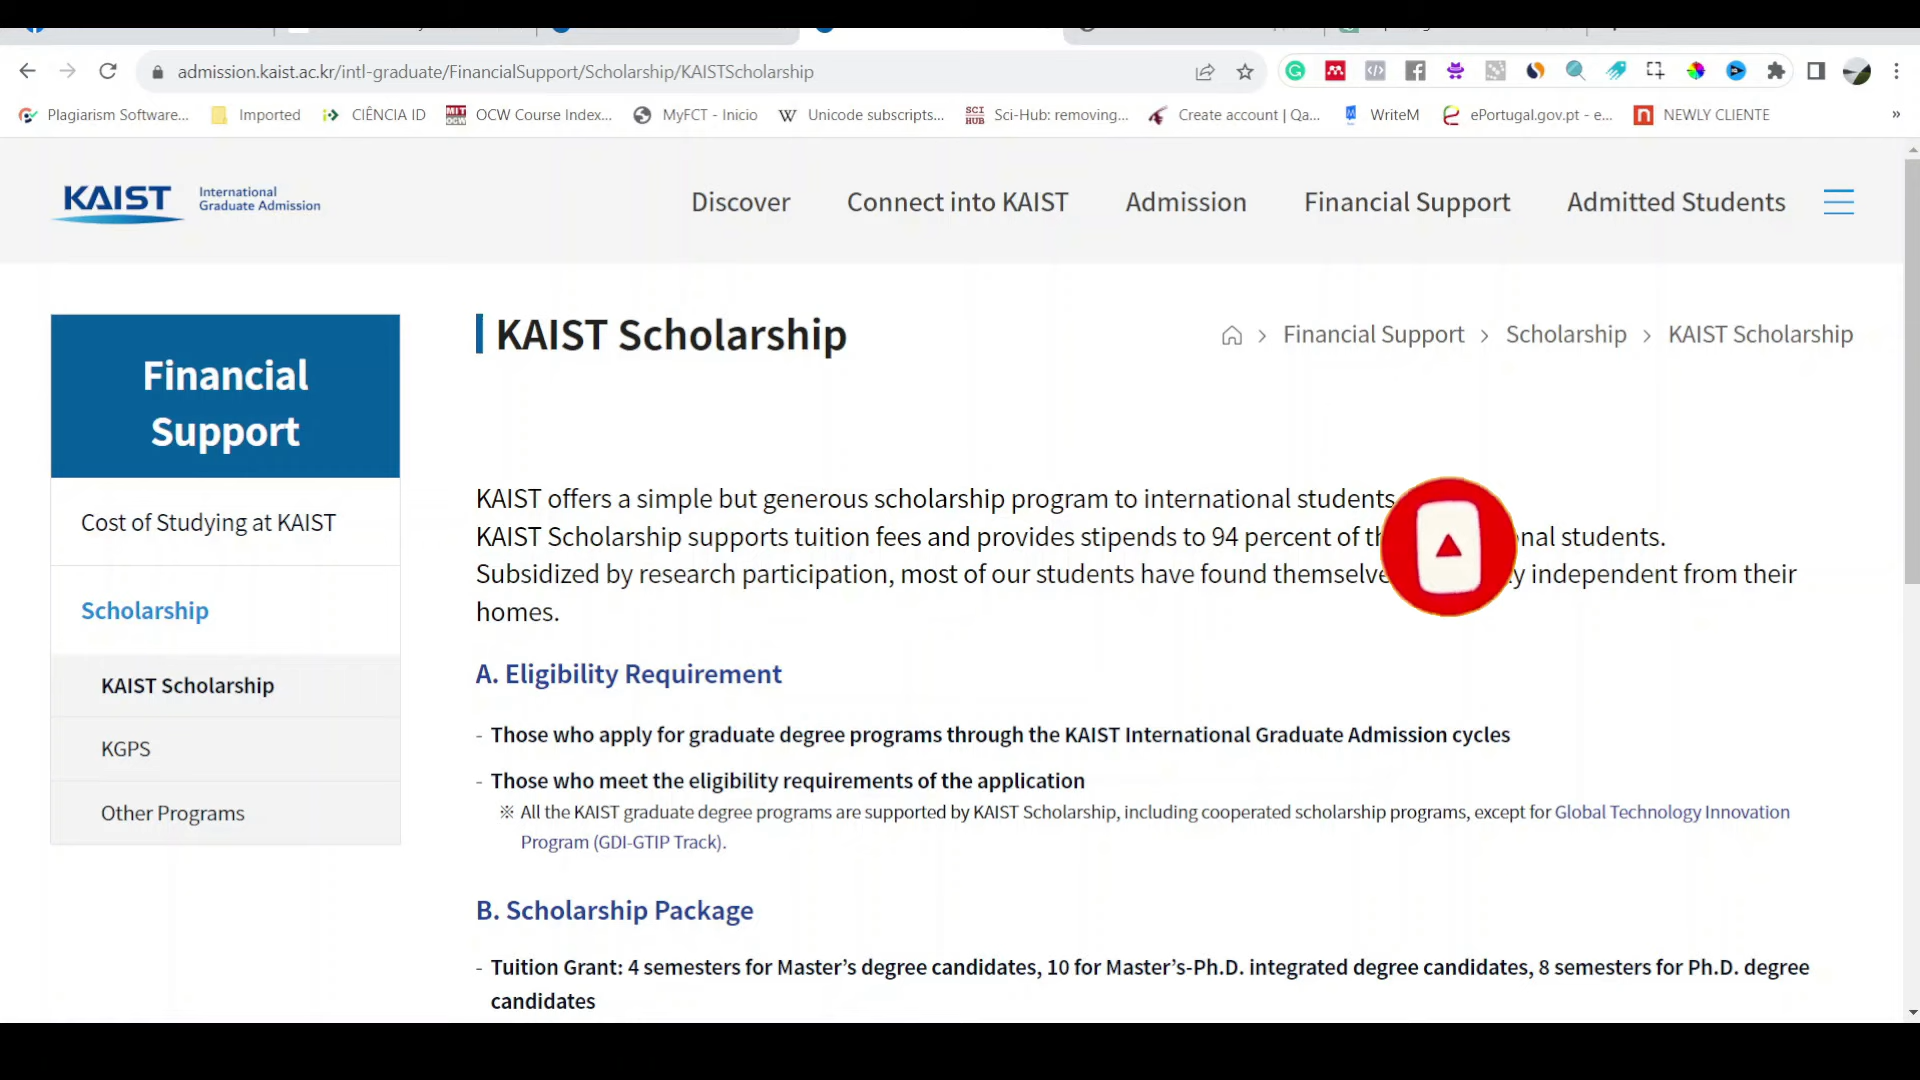 admission.kaist.ac.kr/intl-graduate/FinancialSupport/Scholarship/KAISTScholarship
Plagiarism Software... Imported CIÊNCIA ID OCW Course Index... MyFCT - Inicio Unicode subscripts... Sci-Hub: removing... Create account | Qa... WriteM ePortugal.gov.pt - e... NEWLY CLIENTE »
KAIST International
Graduate Admission
Discover Connect into KAIST Admission Financial Support Admitted Students
Financial
Support
Cost of Studying at KAIST
Scholarship
KAIST Scholarship
KGPS
Other Programs
KAIST Scholarship
Financial Support > Scholarship > KAIST Scholarship
KAIST offers a simple but generous scholarship program to international students
KAIST Scholarship supports tuition fees and provides stipends to 94 percent of students.
Subsidized by research participation, most of our students have found independent from their
homes.
A. Eligibility Requirement
- Those who apply for graduate degree programs through the KAIST International Graduate Admission cycles
- Those who meet the eligibility requirements of the application
※ All the KAIST graduate degree programs are supported by KAIST Scholarship, including cooperated scholarship programs, except for Global Technology Innovation
Program (GDI-GTIP Track).
B. Scholarship Package
- Tuition Grant: 4 semesters for Master’s degree candidates, 10 for Master’s-Ph.D. integrated degree candidates, 8 semesters for Ph.D. degree
candidates